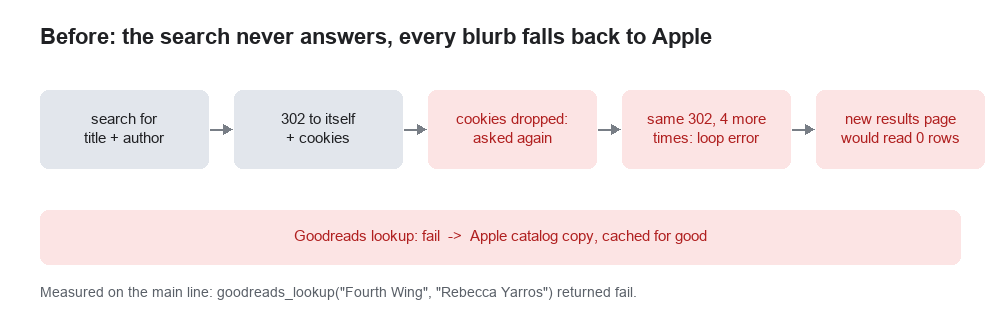 Before: the search never answers, every blurb falls back to Apple
search for
title + author
302 to itself
+ cookies
cookies dropped:
asked again
same 302, 4 more
times: loop error
new results page
would read 0 rows
Goodreads lookup: fail -> Apple catalog copy, cached for good
Measured on the main line: goodreads_lookup("Fourth Wing", "Rebecca Yarros") returned fail.